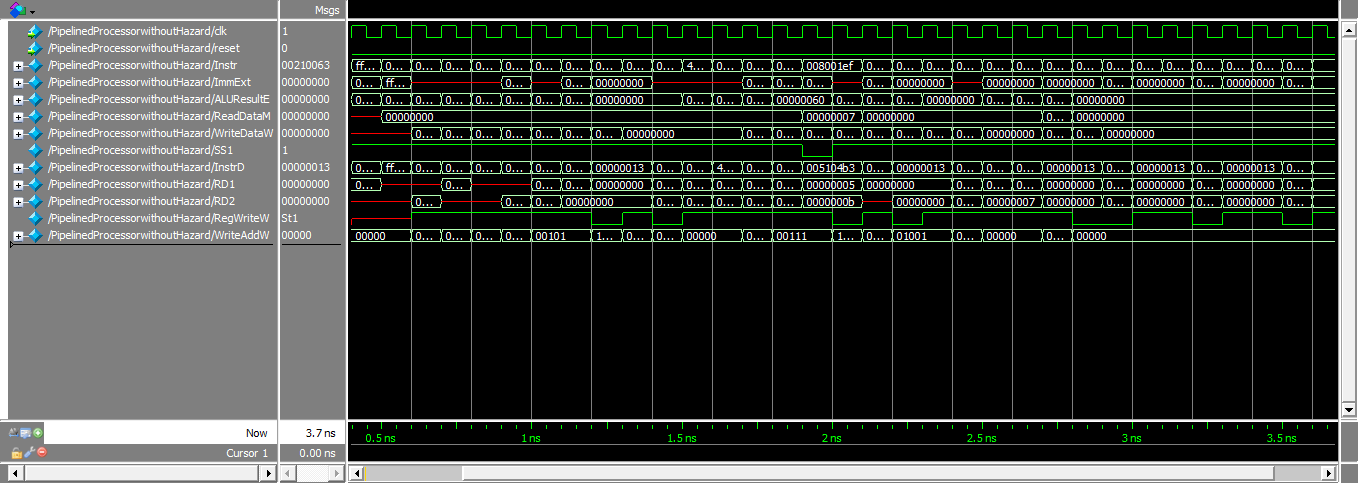 Msgs
/PipelinedProcessorwithoutHazard/clk 1
/PipelinedProcessorwithoutHazard/reset 0
/PipelinedProcessorwithoutHazard/Instr 00210063 ff... 0... 0... 0... 0... 0... 0... 0... 0... 0... 4... 0... 0... 0... 008001ef 0... 0... 0... 0... 0... 0... 0... 0... 0... 0... 0... 0... 0... 0... 0... 0...
/PipelinedProcessorwithoutHazard/ImmExt 00000000 0... ff... 0... 0... 00000000 0... 0... 0... 0... 00000000 0... 00000000 0... 00000000 0... 00000000 0... 00000000 0...
/PipelinedProcessorwithoutHazard/ALUResultE 00000000 0... 0... 0... 0... 0... 0... 0... 0... 00000000 0... 0... 0... 00000060 0... 0... 0... 00000000 0... 0... 0... 00000000
/PipelinedProcessorwithoutHazard/ReadDataM 00000000 00000000 00000007 00000000 0... 00000000
/PipelinedProcessorwithoutHazard/WriteDataW 00000000 0... 0... 0... 0... 0... 0... 0... 00000000 0... 0... 0... 0... 0... 0... 0... 0... 00000000 0... 0... 00000000
/PipelinedProcessorwithoutHazard/SS1 1
/PipelinedProcessorwithoutHazard/InstrD 00000013 0... ff... 0... 0... 0... 0... 0... 0... 00000013 0... 0... 4... 0... 0... 005104b3 0... 00000013 0... 0... 00000013 0... 00000013 0... 00000013 0...
/PipelinedProcessorwithoutHazard/RD1 00000000 0... 0... 0... 0... 00000000 0... 0... 0... 0... 0... 00000005 00000000 0... 0... 00000000 0... 00000000 0... 00000000 0...
/PipelinedProcessorwithoutHazard/RD2 00000000 0... 0... 0... 00000000 0... 0... 0... 0... 0... 0000000b 00000000 0... 00000007 00000000 0... 00000000 0... 00000000 0...
/PipelinedProcessorwithoutHazard/RegWriteW St1
/PipelinedProcessorwithoutHazard/WriteAddW 00000 00000 0... 0... 0... 0... 00101 1... 0... 0... 00000 0... 00111 1... 0... 01001 0... 00000 0... 00000
Now 3.7 ns 0.5 ns 1 ns 1.5 ns 2 ns 2.5 ns 3 ns 3.5 ns
Cursor 1 0.00 ns